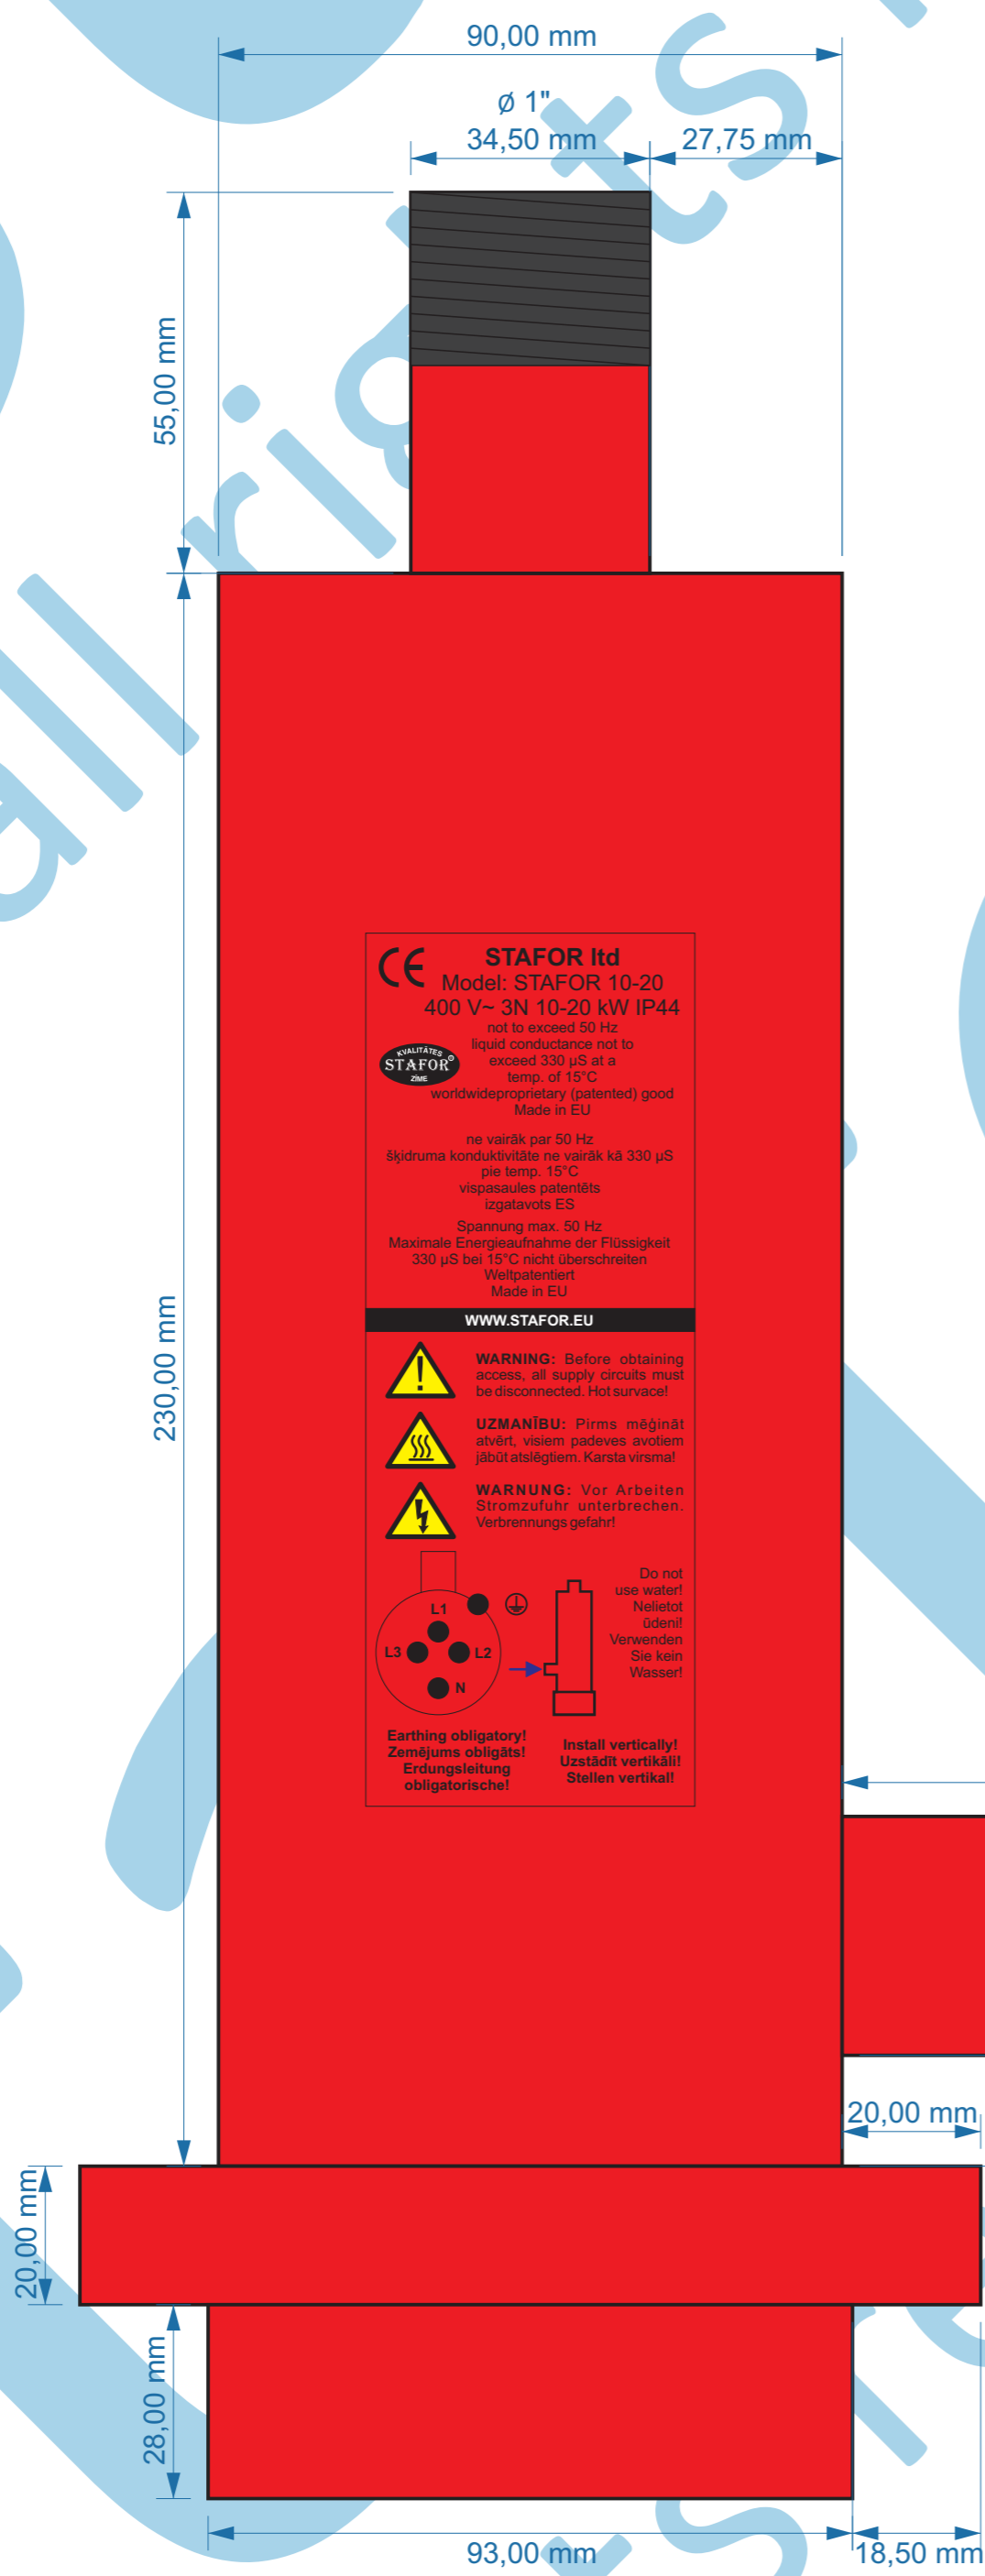 90,00 mm
ø 1"
34,50 mm
27,75 mm
55,00 mm
230,00 mm
STAFOR ltd
Model: STAFOR 10-20
400 V~ 3N 10-20 kW IP44
not to exceed 50 Hz
liquid conductance not to
exceed 330 µS at a
temp. of 15°C
worldwideproprietary (patented) good
Made in EU
KVALITĀTES
STAFOR
ZĪME
ne vairāk par 50 Hz
šķidruma konduktivitāte ne vairāk kā 330 µS
pie temp. 15°C
vispasaules patentēts
izgatavots ES
Spannung max. 50 Hz
Maximale Energieaufnahme der Flüssigkeit
330 µS bei 15°C nicht überschreiten
Weltpatentiert
Made in EU
WWW.STAFOR.EU
WARNING: Before obtaining
access, all supply circuits must
be disconnected. Hot survace!
UZMANĪBU: Pirms mēģināt
atvērt, visiem padeves avotiem
jābūt atslēgtiem. Karsta virsma!
WARNUNG: Vor Arbeiten
Stromzufuhr unterbrechen.
Verbrennungs gefahr!
L1
L3
L2
N
Do not
use water!
Nelietot
ūdeni!
Verwenden
Sie kein
Wasser!
Earthing obligatory!
Zemējums obligāts!
Erdungsleitung
obligatorische!
Install vertically!
Uzstādīt vertikāli!
Stellen vertikal!
20,00 mm
20,00 mm
28,00 mm
93,00 mm
18,50 mm
all rights